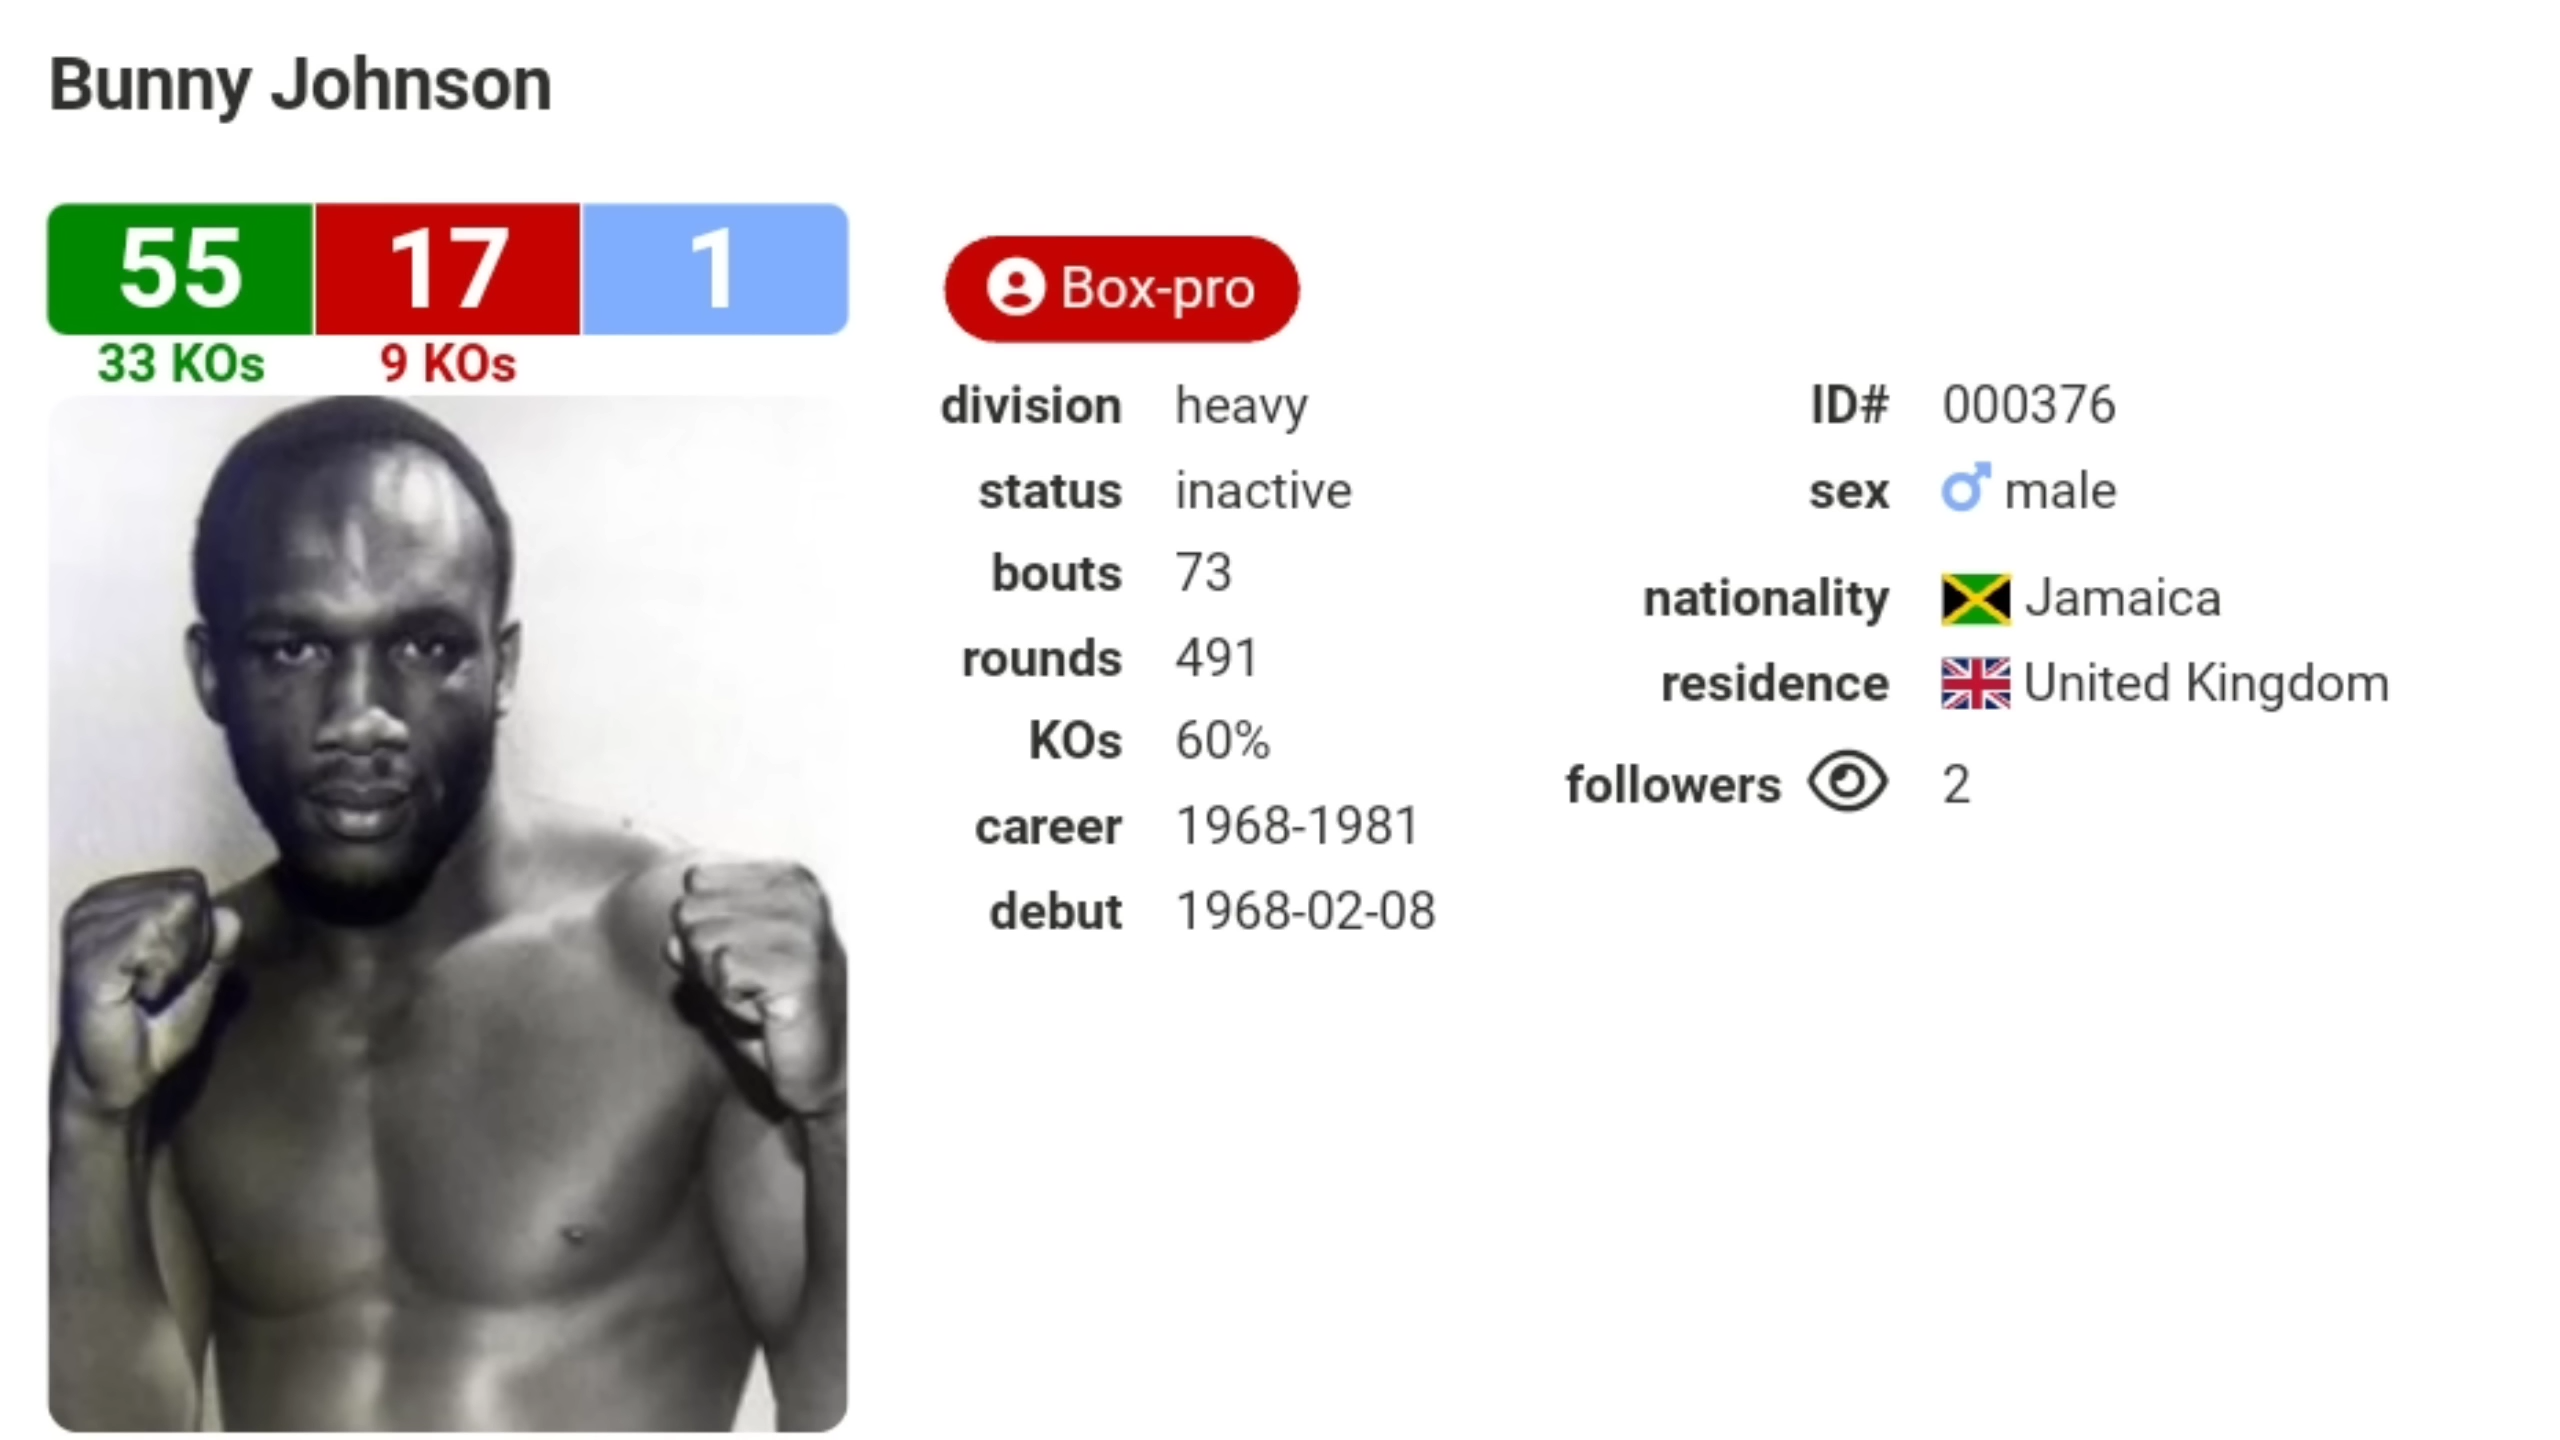 Bunny Johnson
55 17 1
33 KOs 9 KOs
Box-pro
division heavy
status inactive
bouts 73
rounds 491
KOs 60%
career 1968-1981
debut 1968-02-08
ID# 000376
sex male
nationality Jamaica
residence United Kingdom
followers 2